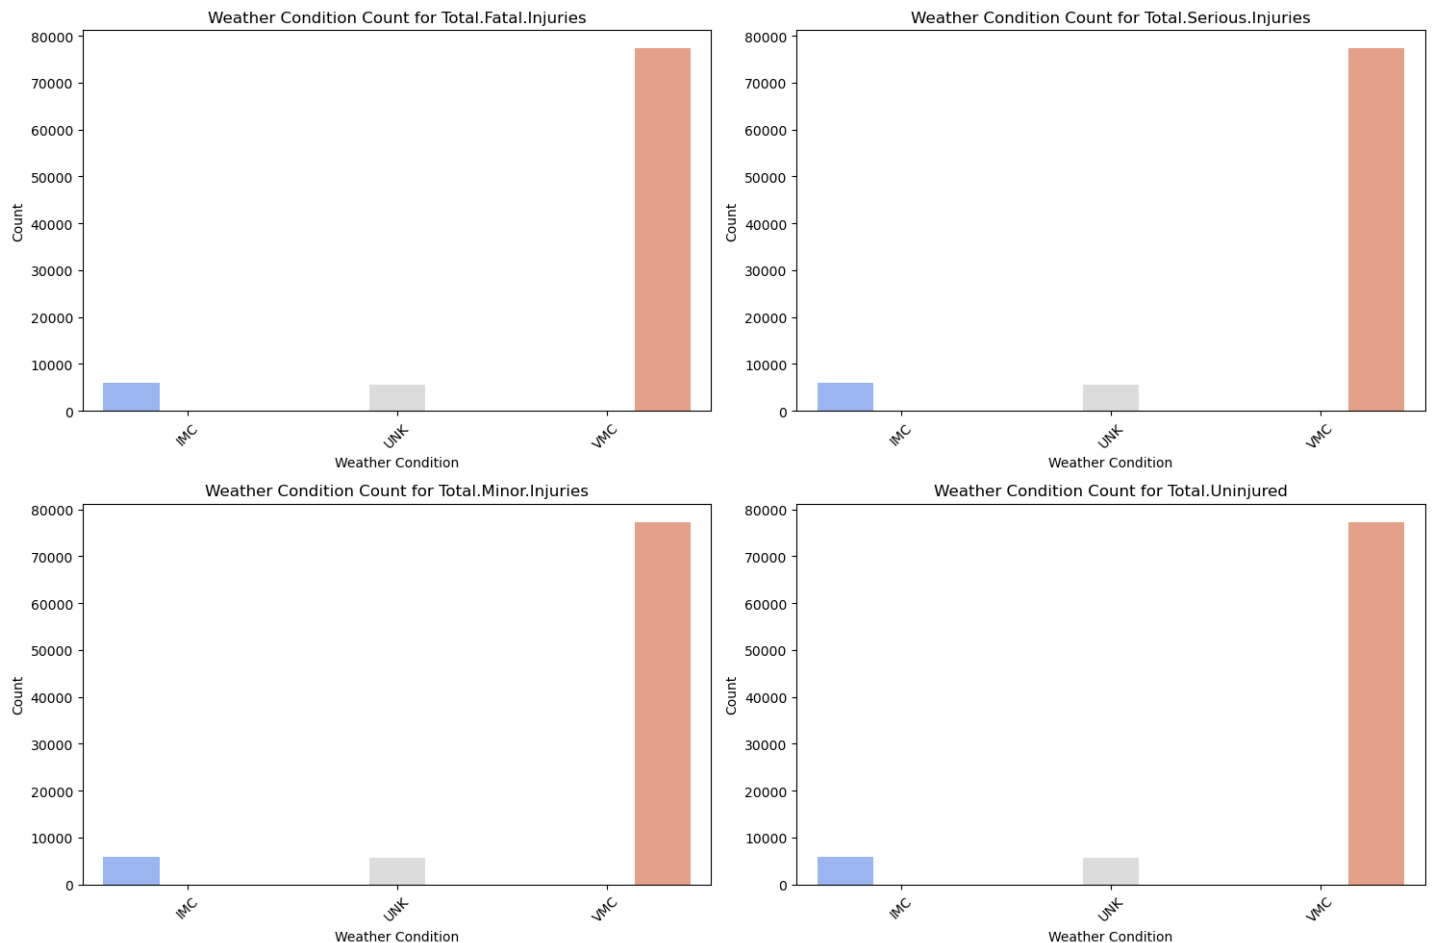 Weather Condition Count for Total.Fatal.Injuries
80000
70000
60000
50000
40000
30000
20000
10000
0
Count
IMC
UNK
VMC
Weather Condition
Weather Condition Count for Total.Serious.Injuries
80000
70000
60000
50000
40000
30000
20000
10000
0
Count
IMC
UNK
VMC
Weather Condition
Weather Condition Count for Total.Minor.Injuries
80000
70000
60000
50000
40000
30000
20000
10000
0
Count
IMC
UNK
VMC
Weather Condition
Weather Condition Count for Total.Uninjured
80000
70000
60000
50000
40000
30000
20000
10000
0
Count
IMC
UNK
VMC
Weather Condition